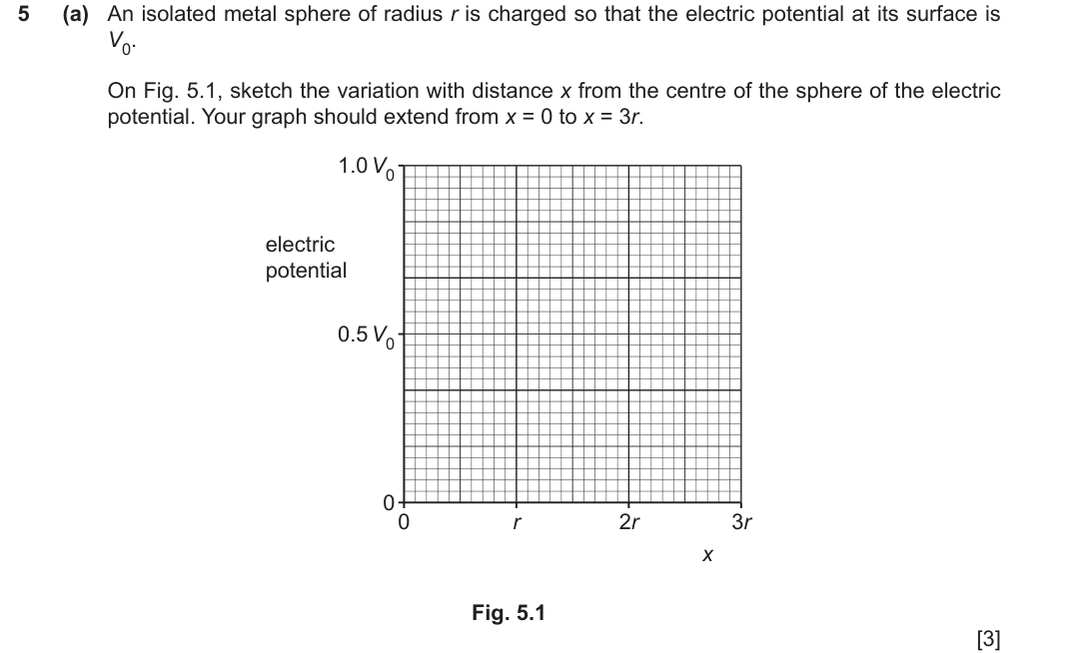 5 (a) An isolated metal sphere of radius r is charged so that the electric potential at its surface is
V₀.
On Fig. 5.1, sketch the variation with distance x from the centre of the sphere of the electric
potential. Your graph should extend from x = 0 to x = 3r.
1.0 V₀
electric
potential
0.5 V₀
0
0 r 2r 3r
x
Fig. 5.1
[3]